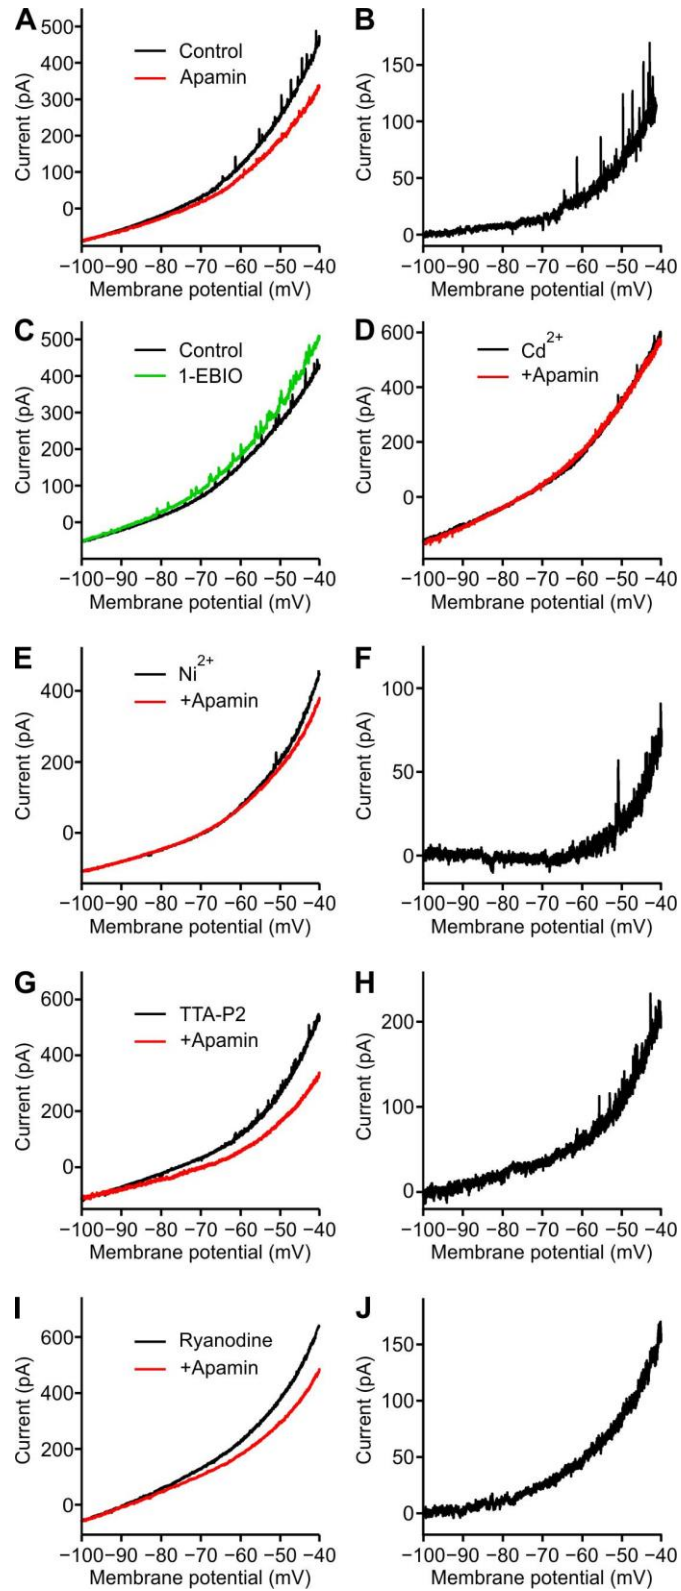 A
500
400
300
200
100
0
Current (pA)
Control
Apamin
−100 −90 −80 −70 −60 −50 −40
Membrane potential (mV)
B
150
100
50
0
Current (pA)
−100 −90 −80 −70 −60 −50 −40
Membrane potential (mV)
C
500
400
300
200
100
0
Current (pA)
Control
1-EBIO
−100 −90 −80 −70 −60 −50 −40
Membrane potential (mV)
D
600
400
200
0
Current (pA)
Cd²⁺
+Apamin
−100 −90 −80 −70 −60 −50 −40
Membrane potential (mV)
E
400
200
0
Current (pA)
Ni²⁺
+Apamin
−100 −90 −80 −70 −60 −50 −40
Membrane potential (mV)
F
100
50
0
Current (pA)
−100 −90 −80 −70 −60 −50 −40
Membrane potential (mV)
G
600
400
200
0
Current (pA)
TTA-P2
+Apamin
−100 −90 −80 −70 −60 −50 −40
Membrane potential (mV)
H
200
100
0
Current (pA)
−100 −90 −80 −70 −60 −50 −40
Membrane potential (mV)
I
600
400
200
0
Current (pA)
Ryanodine
+Apamin
−100 −90 −80 −70 −60 −50 −40
Membrane potential (mV)
J
150
100
50
0
Current (pA)
−100 −90 −80 −70 −60 −50 −40
Membrane potential (mV)